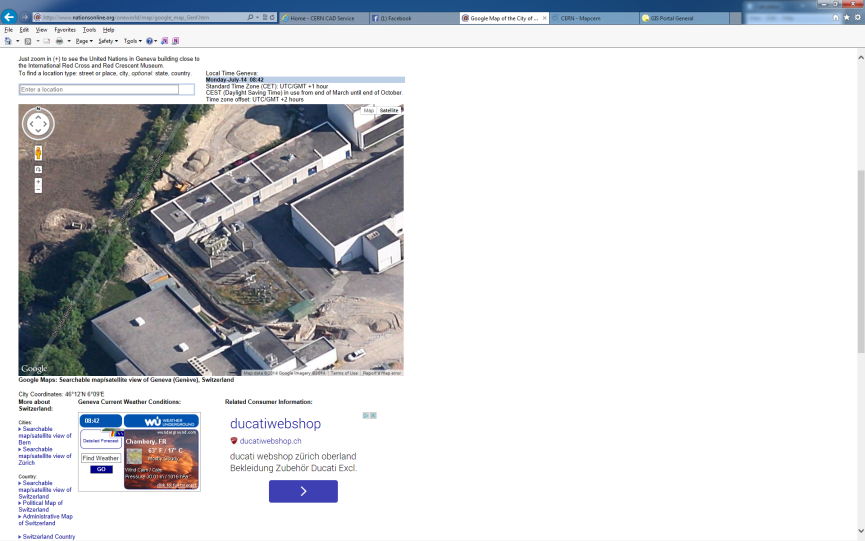 http://www.nationsonline.org/oneworld/map/google_map_Genf.htm
Home - CERN CAD Service
(1) Facebook
Google Map of the City of ...
CERN - Mapcern
GIS Portal General
File Edit View Favorites Tools Help
Page Safety Tools
Just zoom in (+) to see the United Nations in Geneva building close to
the International Red Cross and Red Crescent Museum.
To find a location type: street or place, city, optional: state, country.
Enter a location
Local Time Geneva:
Monday-July-14 08:42
Standard Time Zone (CET): UTC/GMT +1 hour
CEST (Daylight Saving Time) in use from end of March until end of October.
Time zone offset: UTC/GMT +2 hours
Map Satellite
Google
Map data ©2014 Google Imagery ©2014 Terms of Use Report a Map error
Google Maps: Searchable map/satellite view of Geneva (Genève), Switzerland
City Coordinates: 46°12'N 6°09'E
More about
Switzerland:
Cities:
Searchable
map/satellite view of
Bern
Searchable
map/satellite view of
Zürich
Country:
Searchable
map/satellite view of
Switzerland
Political Map of
Switzerland
Administrative Map
of Switzerland
Switzerland Country
Geneva Current Weather Conditions:
08:42
WU WEATHER
UNDERGROUND
wunderground.com
Detailed Forecast
Chambery, FR
63° F / 17° C
Mostly Cloudy
Find Weather
GO
Wind: Calm / Calm
Related Consumer Information:
ducatiwebshop
ducatiwebshop.ch
ducati webshop zürich oberland
Bekleidung Zubehör Ducati Excl.